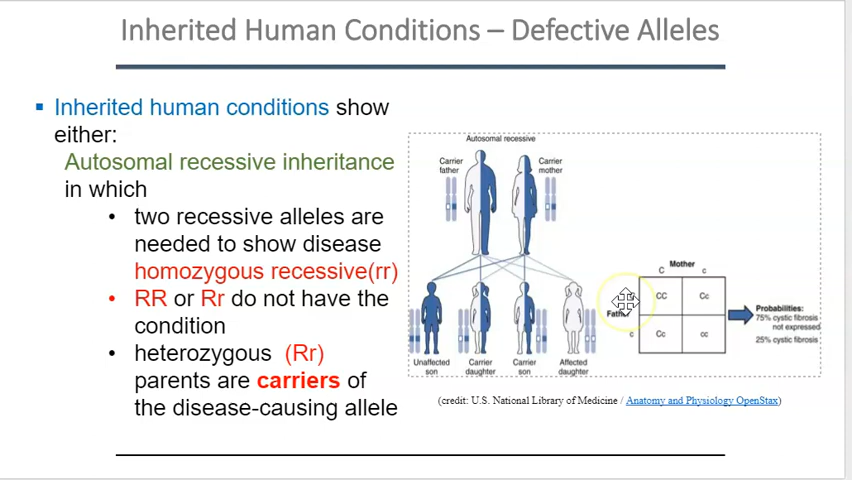 Inherited Human Conditions – Defective Alleles
▪ Inherited human conditions show
either:
Autosomal recessive inheritance
in which
• two recessive alleles are
needed to show disease
homozygous recessive(rr)
• RR or Rr do not have the
condition
• heterozygous (Rr)
parents are carriers of
the disease-causing allele
Autosomal recessive
Carrier
father
Carrier
mother
Unaffected
son
Carrier
daughter
Carrier
son
Affected
daughter
Mother
C c
CC Cc
c Cc cc
Probabilities:
75% cystic fibrosis
not expressed
25% cystic fibrosis
(credit: U.S. National Library of Medicine / Anatomy and Physiology OpenStax)